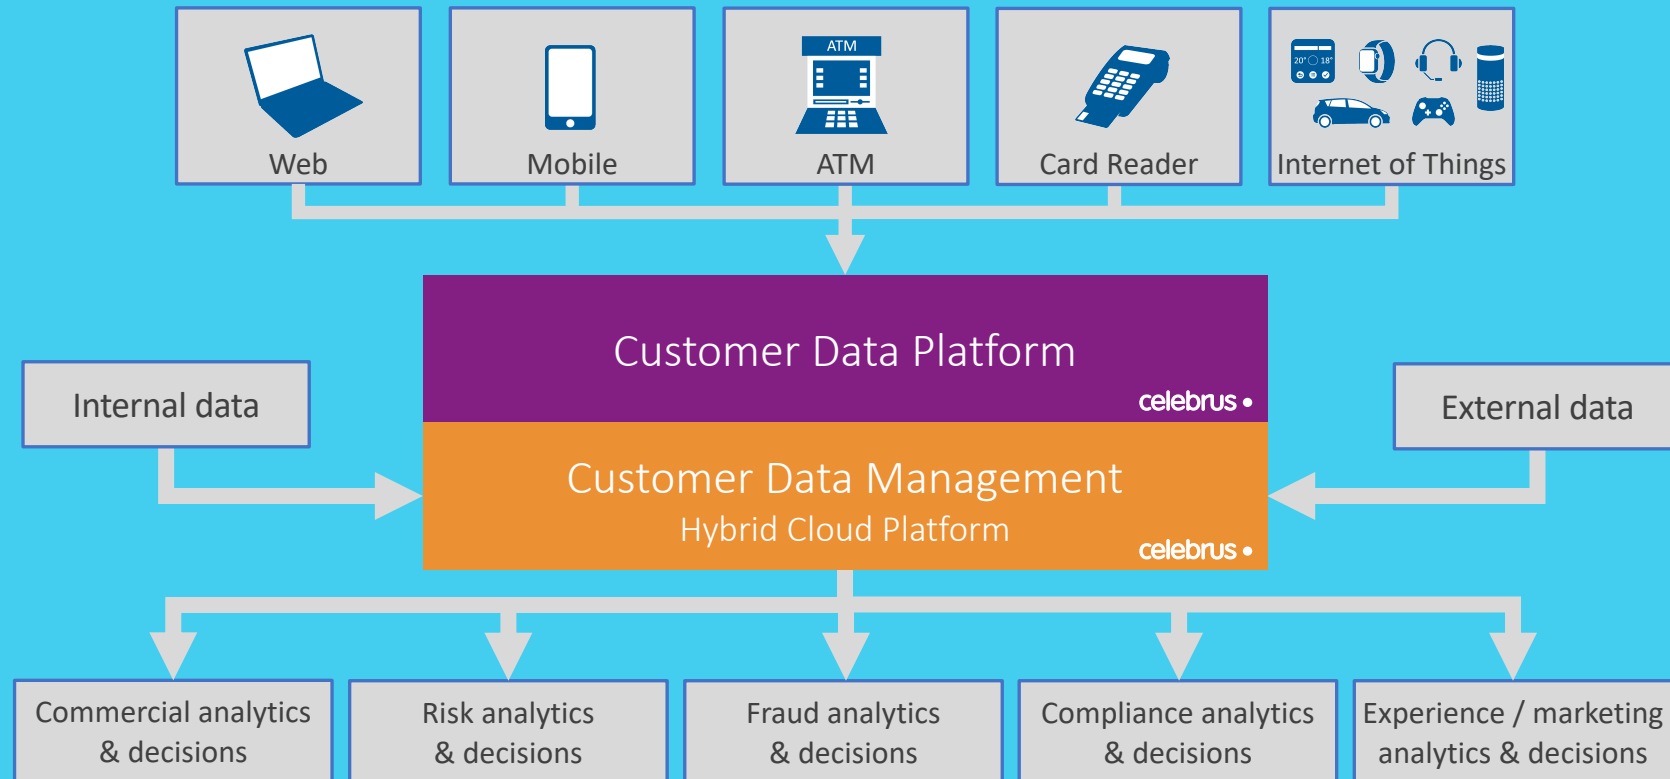 ATM
20° 18°
Web
Mobile
ATM
Card Reader
Internet of Things
Customer Data Platform
celebrus
Internal data
External data
Customer Data Management
Hybrid Cloud Platform
celebrus
Commercial analytics
& decisions
Risk analytics
& decisions
Fraud analytics
& decisions
Compliance analytics
& decisions
Experience / marketing
analytics & decisions